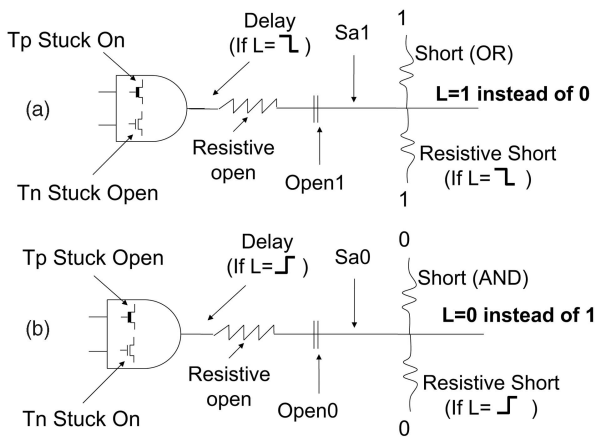 Tp Stuck On
Delay
(If L= )
Sa1
1
Short (OR)
L=1 instead of 0
(a)
Tn Stuck Open
Resistive
open
Open1
Resistive Short
(If L= )
1
Tp Stuck Open
Delay
(If L= )
Sa0
0
Short (AND)
L=0 instead of 1
(b)
Tn Stuck On
Resistive
open
Open0
Resistive Short
(If L= )
0